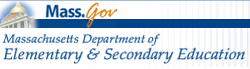 Mass.Gov
Massachusetts Department of
Elementary & Secondary Education